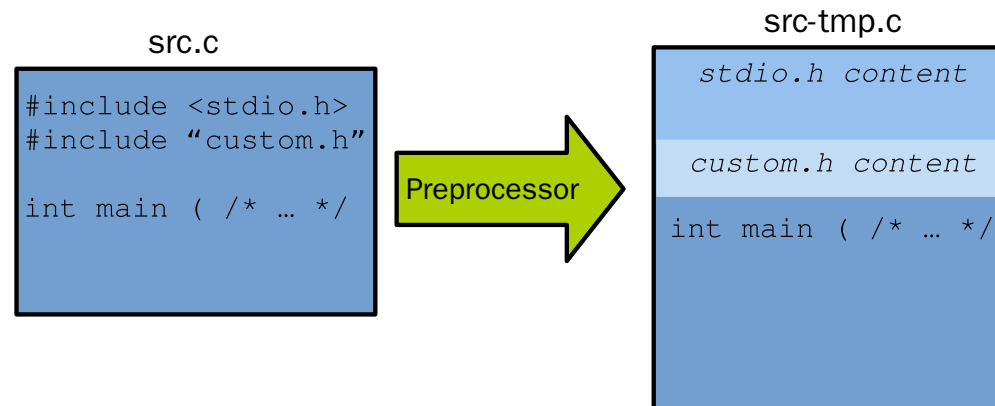 src.c
#include <stdio.h>
#include “custom.h”
int main ( /* … */
Preprocessor
src-tmp.c
stdio.h content
custom.h content
int main ( /* … */